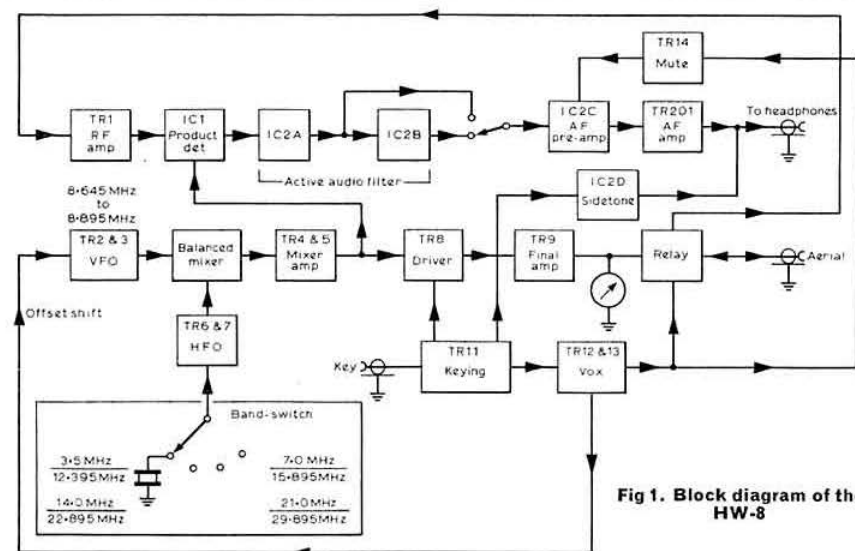 TR14
Mute
TR1
RF
amp
IC1
Product
det
IC2A
IC2B
IC2C
AF
pre-amp
TR201
AF
amp
To headphones
Active audio filter
IC2D
Sidetone
8·645 MHz
to
8·895 MHz
TR2 & 3
VFO
Balanced
mixer
TR4 & 5
Mixer
amp
TR8
Driver
TR9
Final
amp
Relay
Aerial
Offset shift
TR6 & 7
HFO
Key
TR11
Keying
TR12 & 13
Vox
Band-switch
3·5 MHz
12·395 MHz
7·0 MHz
15·895 MHz
14·0 MHz
22·895 MHz
21·0 MHz
29·895 MHz
Fig 1. Block diagram of the
HW-8